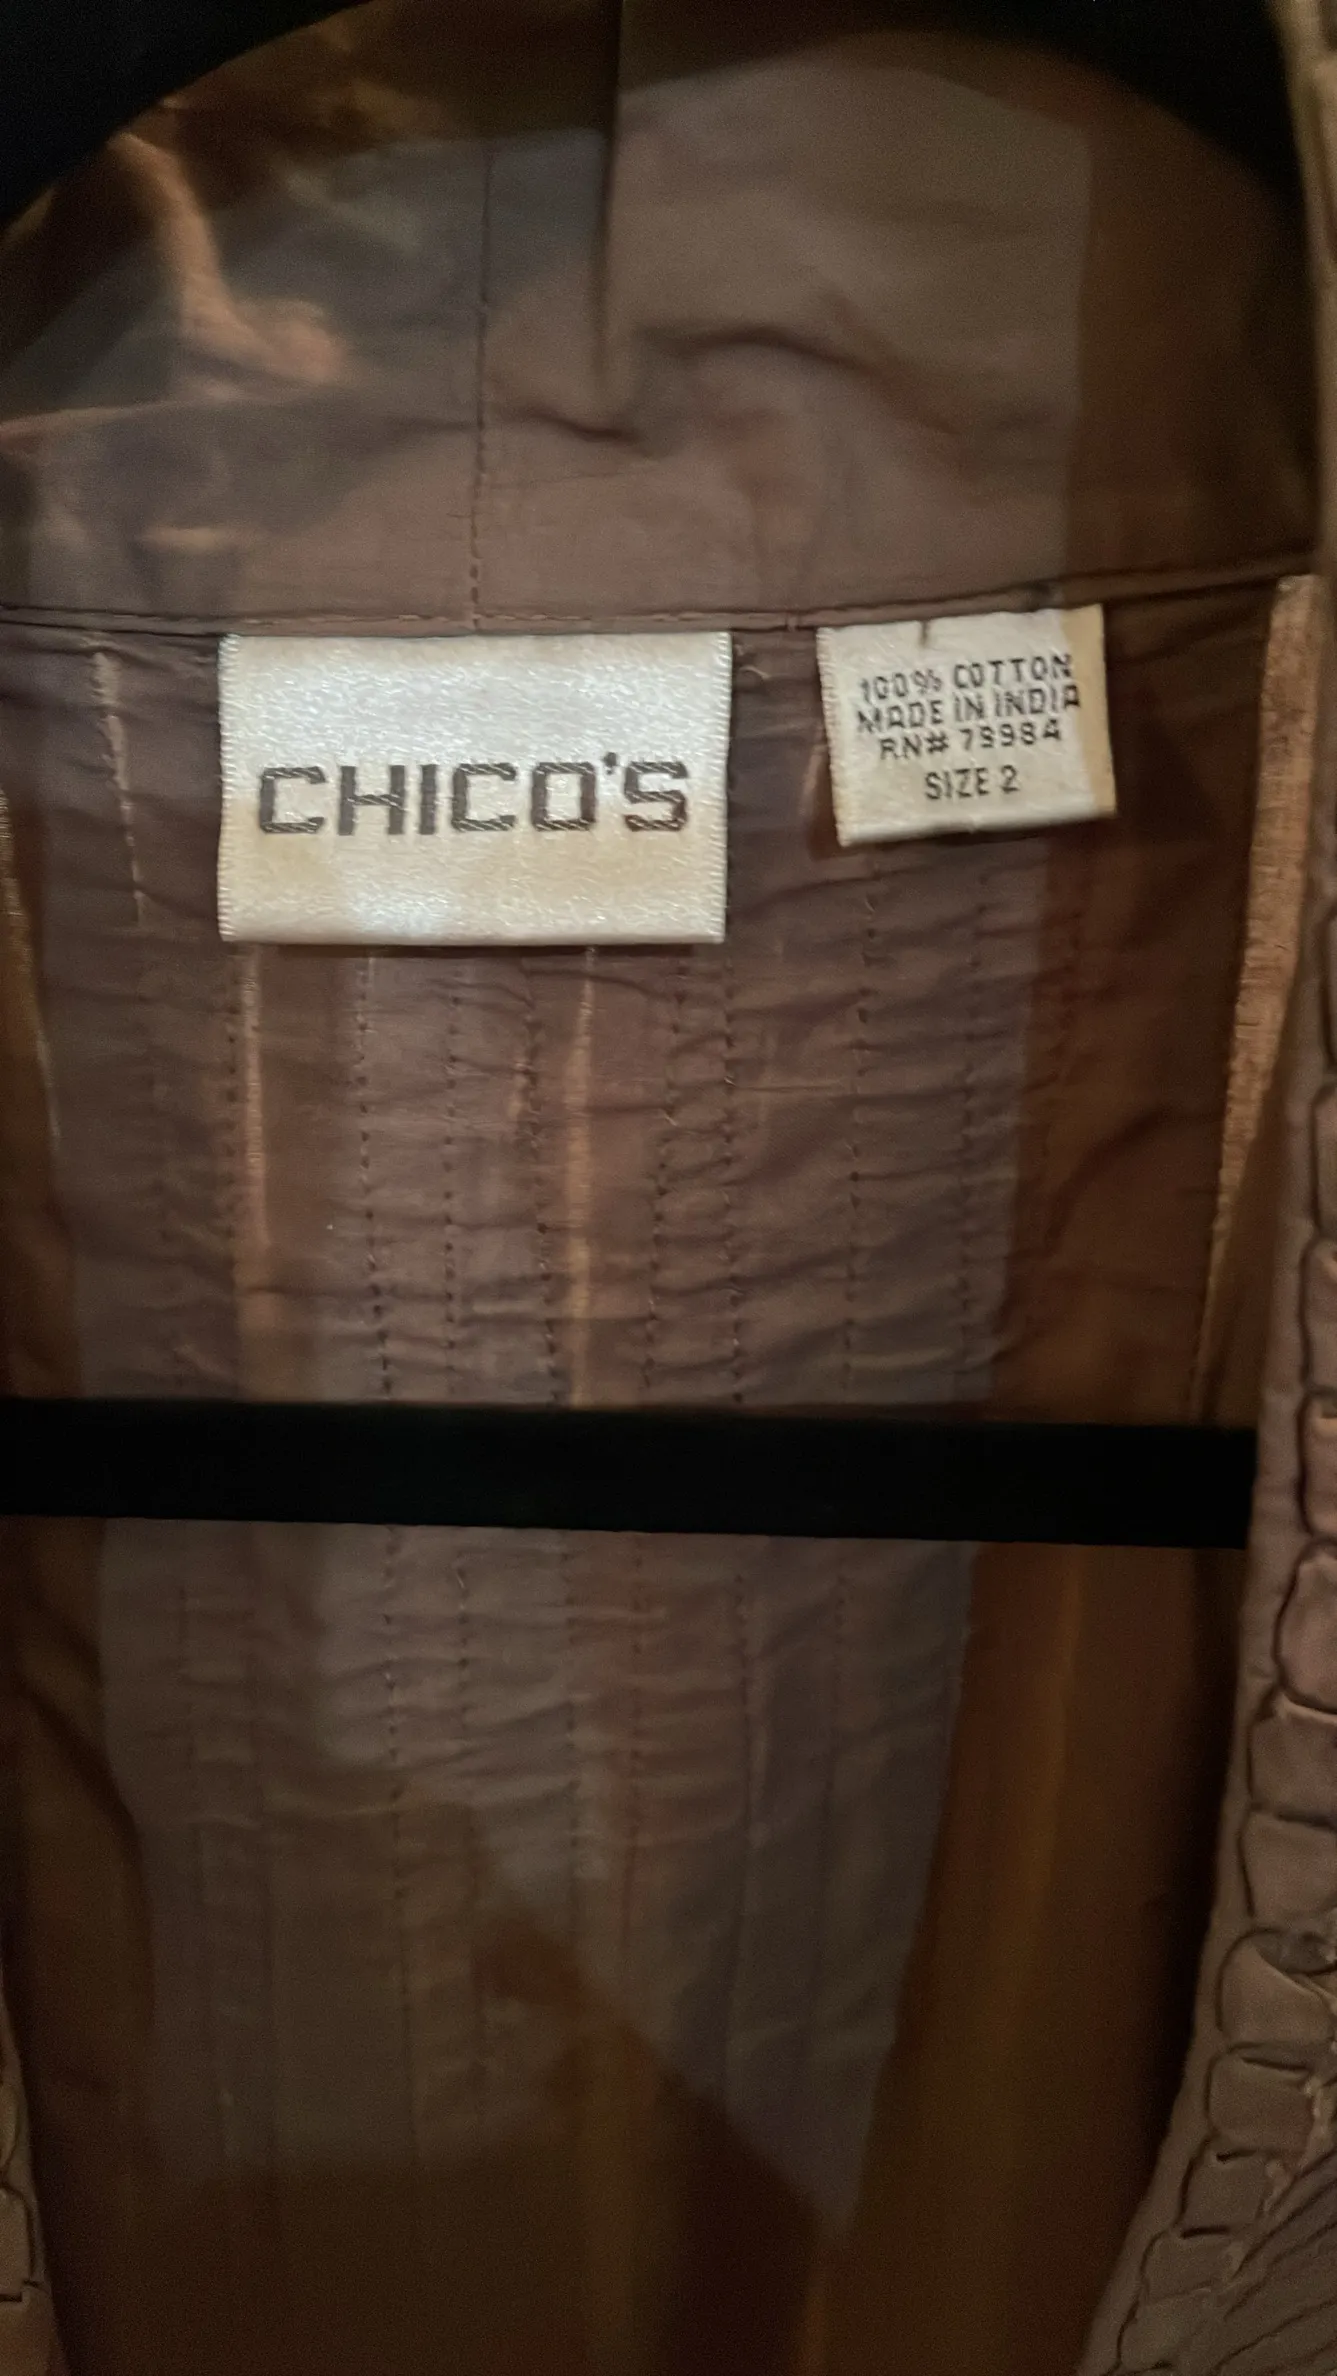 CHICO'S
100% COTTON
MADE IN INDIA
RN# 79984
SIZE 2